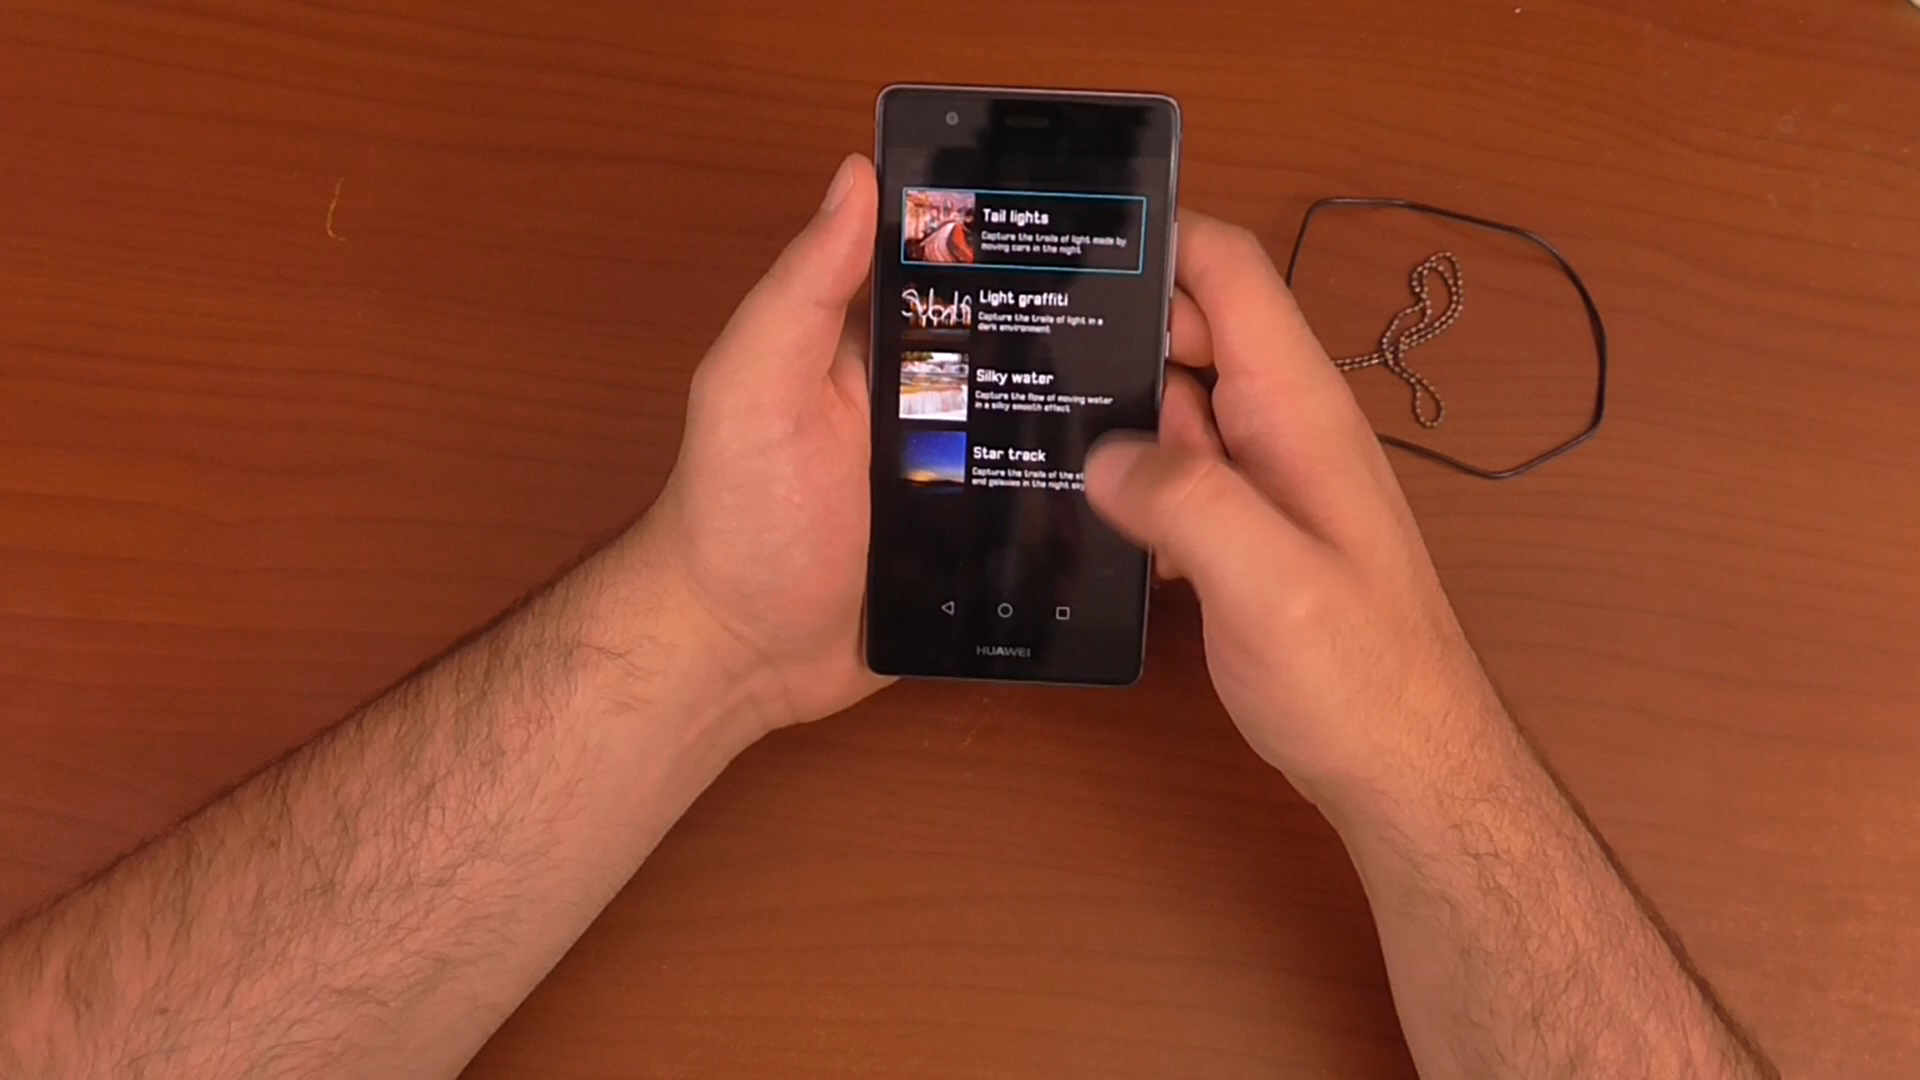 Tail lights
Capture the trails of light made by
moving cars in the night
Light graffiti
Capture the trails of light in a
dark environment
Silky water
Capture the flow of moving water
in a silky smooth effect
Star track
Capture the trails of the
and galaxies in the night sky
HUAWEI